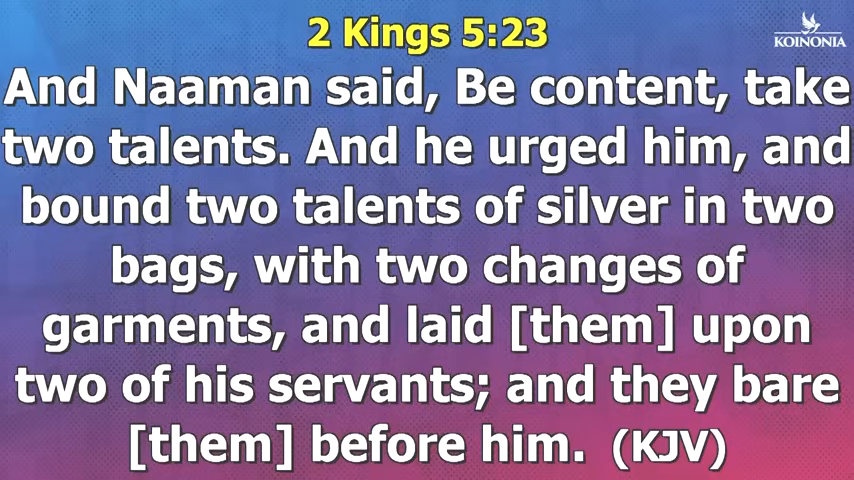 2 Kings 5:23
KOINONIA
And Naaman said, Be content, take
two talents. And he urged him, and
bound two talents of silver in two
bags, with two changes of
garments, and laid [them] upon
two of his servants; and they bare
[them] before him. (KJV)